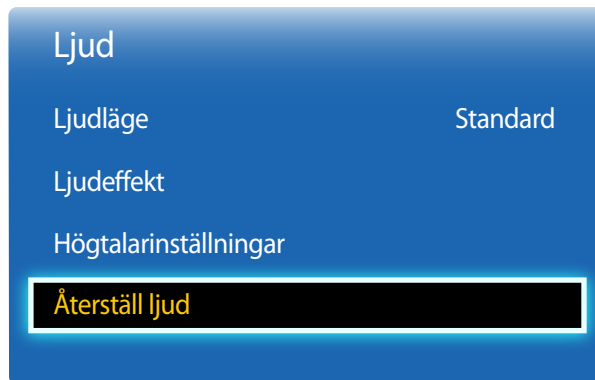 Ljud
Ljudläge Standard
Ljudeffekt
Högtalarinställningar
Återställ ljud